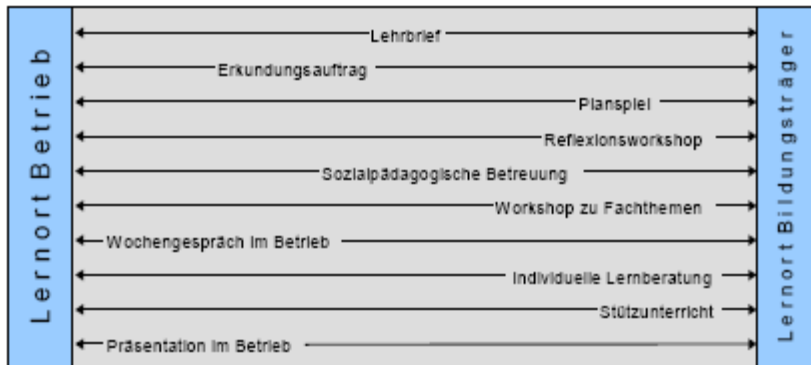 Lernort Betrieb
Lehrbrief
Erkundungsauftrag
Planspiel
Reflexionsworkshop
Sozialpädagogische Betreuung
Workshop zu Fachthemen
Wochengespräch im Betrieb
Individuelle Lernberatung
Stützunterricht
Präsentation im Betrieb
Lernort Bildungsträger